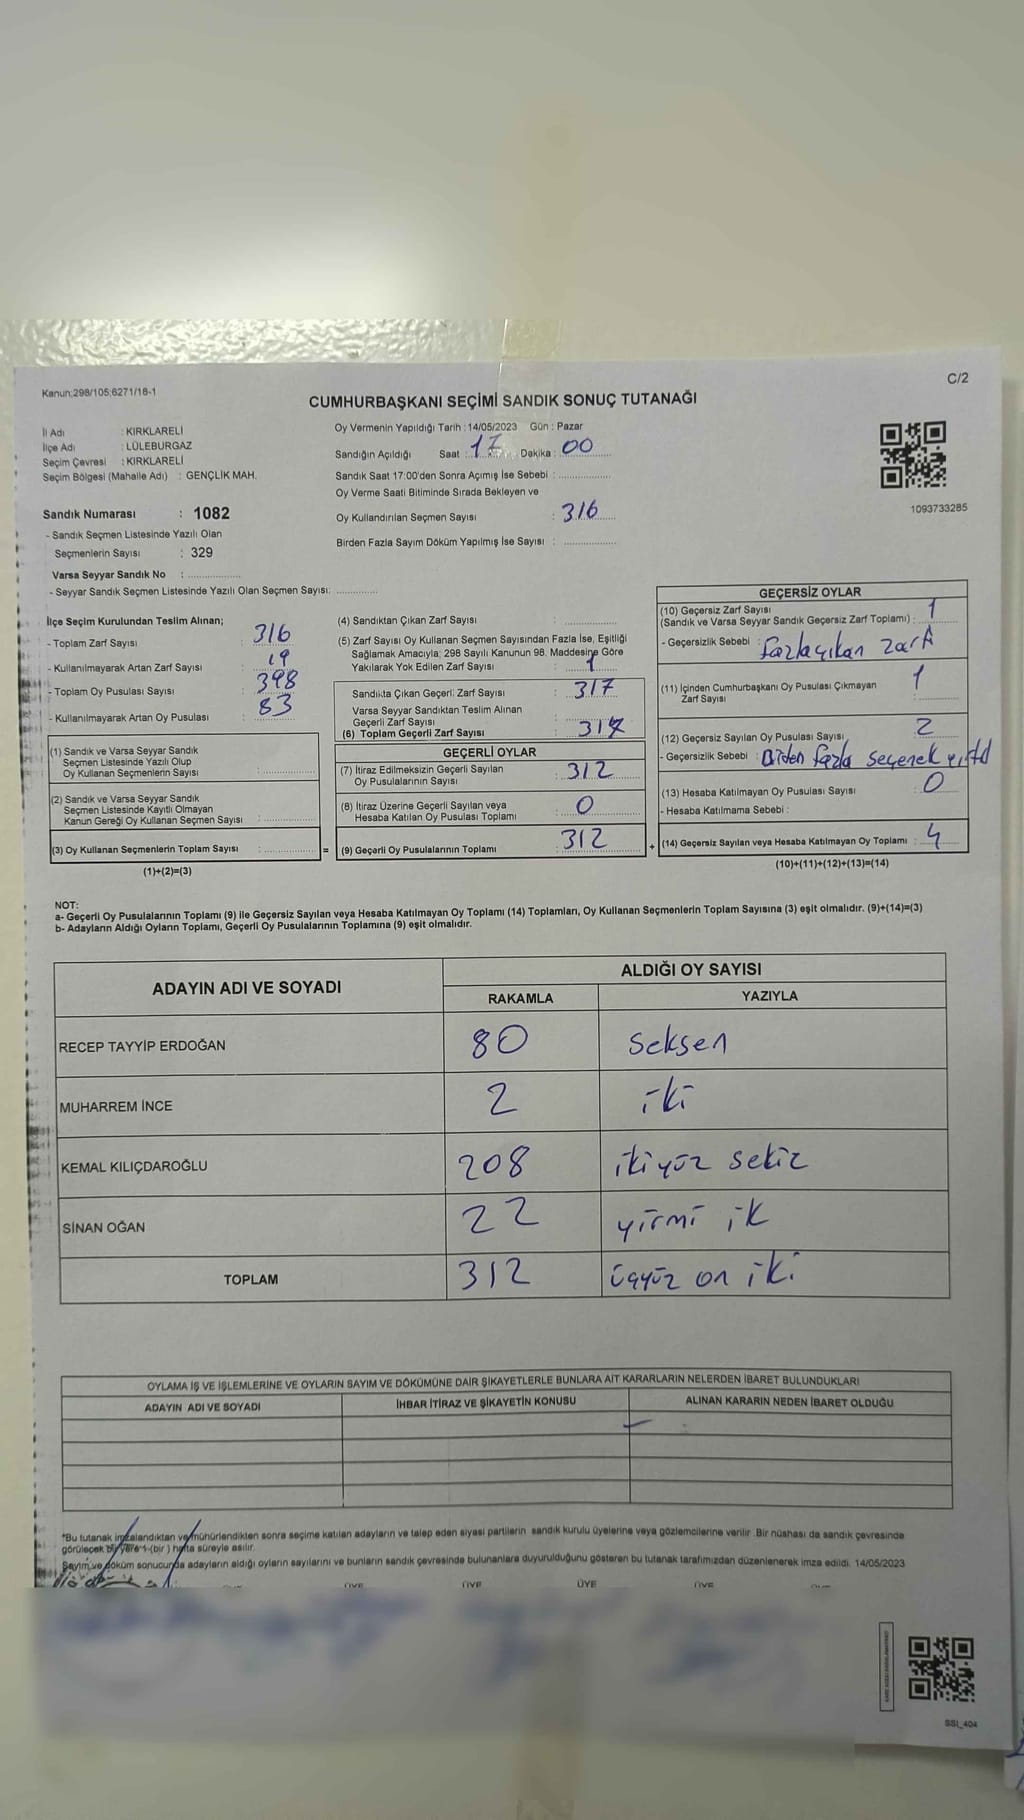 Kanun:298/105;6271/18-1
C/2
CUMHURBAŞKANI SEÇİMİ SANDIK SONUÇ TUTANAĞI
İl Adı : KIRKLARELİ
İlçe Adı : LÜLEBURGAZ
Seçim Çevresi : KIRKLARELİ
Seçim Bölgesi (Mahalle Adı) : GENÇLİK MAH.
Sandık Numarası : 1082
- Sandık Seçmen Listesinde Yazılı Olan
Seçmenlerin Sayısı : 329
Varsa Seyyar Sandık No :
- Seyyar Sandık Seçmen Listesinde Yazılı Olan Seçmen Sayısı:
Oy Vermenin Yapıldığı Tarih : 14/05/2023 Gün : Pazar
Sandığın Açıldığı Saat : 17 Dakika : 00
Sandık Saat 17:00'den Sonra Açımış İse Sebebi :
Oy Verme Saati Bitiminde Sırada Bekleyen ve
Oy Kullandırılan Seçmen Sayısı : 316
Birden Fazla Sayım Döküm Yapılmış İse Sayısı :
1093733285
İlçe Seçim Kurulundan Teslim Alınan;
- Toplam Zarf Sayısı : 316
- Kullanılmayarak Artan Zarf Sayısı : 19
- Toplam Oy Pusulası Sayısı : 398
- Kullanılmayarak Artan Oy Pusulası : 83
(1) Sandık ve Varsa Seyyar Sandık
Seçmen Listesinde Yazılı Olup
Oy Kullanan Seçmenlerin Sayısı :
(2) Sandık ve Varsa Seyyar Sandık
Seçmen Listesinde Kayıtlı Olmayan
Kanun Gereği Oy Kullanan Seçmen Sayısı :
(3) Oy Kullanan Seçmenlerin Toplam Sayısı : =
(1)+(2)=(3)
(4) Sandıktan Çıkan Zarf Sayısı :
(5) Zarf Sayısı Oy Kullanan Seçmen Sayısından Fazla İse, Eşitliği
Sağlamak Amacıyla; 298 Sayılı Kanunun 98. Maddesine Göre
Yakılarak Yok Edilen Zarf Sayısı : 1
Sandıkta Çıkan Geçerli Zarf Sayısı : 317
Varsa Seyyar Sandıktan Teslim Alınan
Geçerli Zarf Sayısı :
(6) Toplam Geçerli Zarf Sayısı : 317
GEÇERLİ OYLAR
(7) İtiraz Edilmeksizin Geçerli Sayılan
Oy Pusulalarının Sayısı : 312
(8) İtiraz Üzerine Geçerli Sayılan veya
Hesaba Katılan Oy Pusulası Toplamı : 0
(9) Geçerli Oy Pusulalarının Toplamı : 312 +
GEÇERSİZ OYLAR
(10) Geçersiz Zarf Sayısı
(Sandık ve Varsa Seyyar Sandık Geçersiz Zarf Toplamı) : 1
- Geçersizlik Sebebi : fazla çıkan zarf
(11) İçinden Cumhurbaşkanı Oy Pusulası Çıkmayan
Zarf Sayısı : 1
(12) Geçersiz Sayılan Oy Pusulası Sayısı : 2
- Geçersizlik Sebebi : Birden fazla seçenek
(13) Hesaba Katılmayan Oy Pusulası Sayısı : 0
- Hesaba Katılmama Sebebi :
(14) Geçersiz Sayılan veya Hesaba Katılmayan Oy Toplamı : 4
(10)+(11)+(12)+(13)=(14)
NOT:
a- Geçerli Oy Pusulalarının Toplamı (9) ile Geçersiz Sayılan veya Hesaba Katılmayan Oy Toplamı (14) Toplamları, Oy Kullanan Seçmenlerin Toplam Sayısına (3) eşit olmalıdır. (9)+(14)=(3)
b- Adayların Aldığı Oyların Toplamı, Geçerli Oy Pusulalarının Toplamına (9) eşit olmalıdır.
ADAYIN ADI VE SOYADI
ALDIĞI OY SAYISI
RAKAMLA YAZIYLA
RECEP TAYYİP ERDOĞAN 80 seksen
MUHARREM İNCE 2 iki
KEMAL KILIÇDAROĞLU 208 ikiyüz sekiz
SİNAN OĞAN 22 yirmi ik
TOPLAM 312 üçyüz on iki
OYLAMA İŞ VE İŞLEMLERİNE VE OYLARIN SAYIM VE DÖKÜMÜNE DAİR ŞİKAYETLERLE BUNLARA AİT KARARLARIN NELERDEN İBARET BULUNDUKLARI
ADAYIN ADI VE SOYADI İHBAR İTİRAZ VE ŞİKAYETİN KONUSU ALINAN KARARIN NEDEN İBARET OLDUĞU
*Bu tutanak imzalandıktan ve mühürlendikten sonra seçime katılan adayların ve talep eden siyasi partilerin sandık kurulu üyelerine veya gözlemcilerine verilir. Bir nüshası da sandık çevresinde
görülecek bir yere 1 (bir) hafta süreyle asılır.
Sayım ve döküm sonucunda adayların aldığı oyların sayılarını ve bunların sandık çevresinde bulunanlara duyurulduğunu gösteren bu tutanak tarafımızdan düzenlenerek imza edildi. 14/05/2023
ÜYE ÜYE ÜYE ÜYE
SSI_404